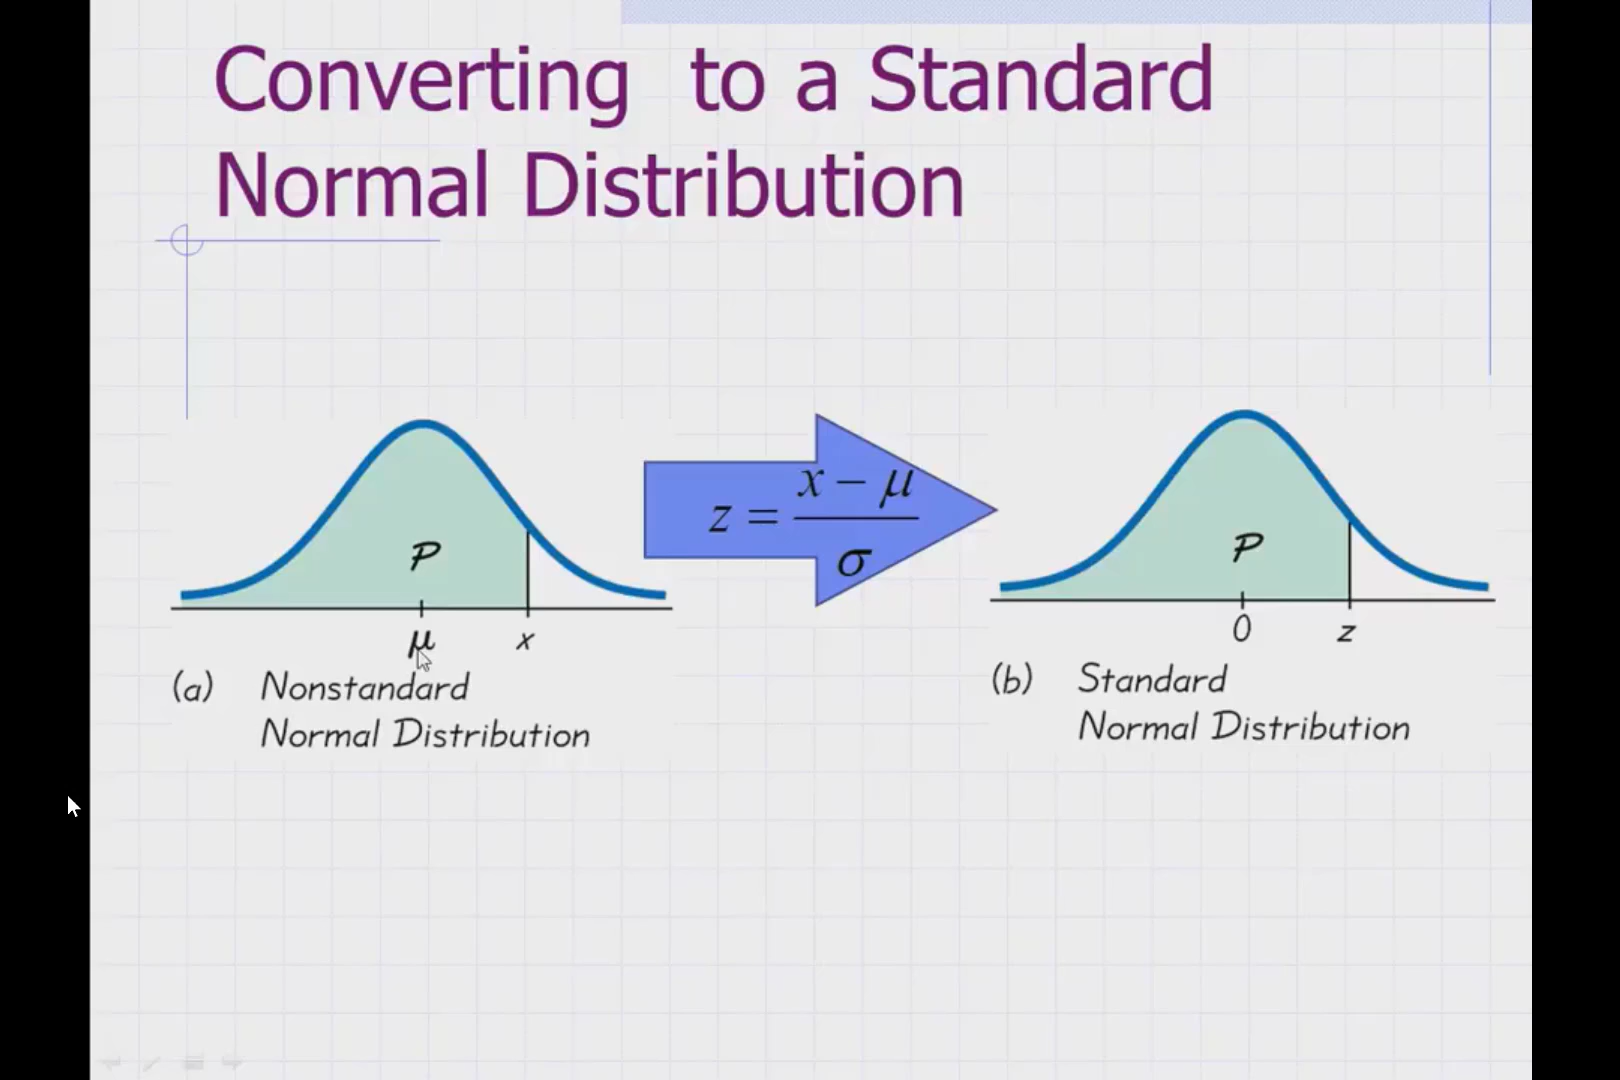 Converting to a Standard
Normal Distribution
P
μ x
(a) Nonstandard
Normal Distribution
z = x − μ
σ
P
0 z
(b) Standard
Normal Distribution